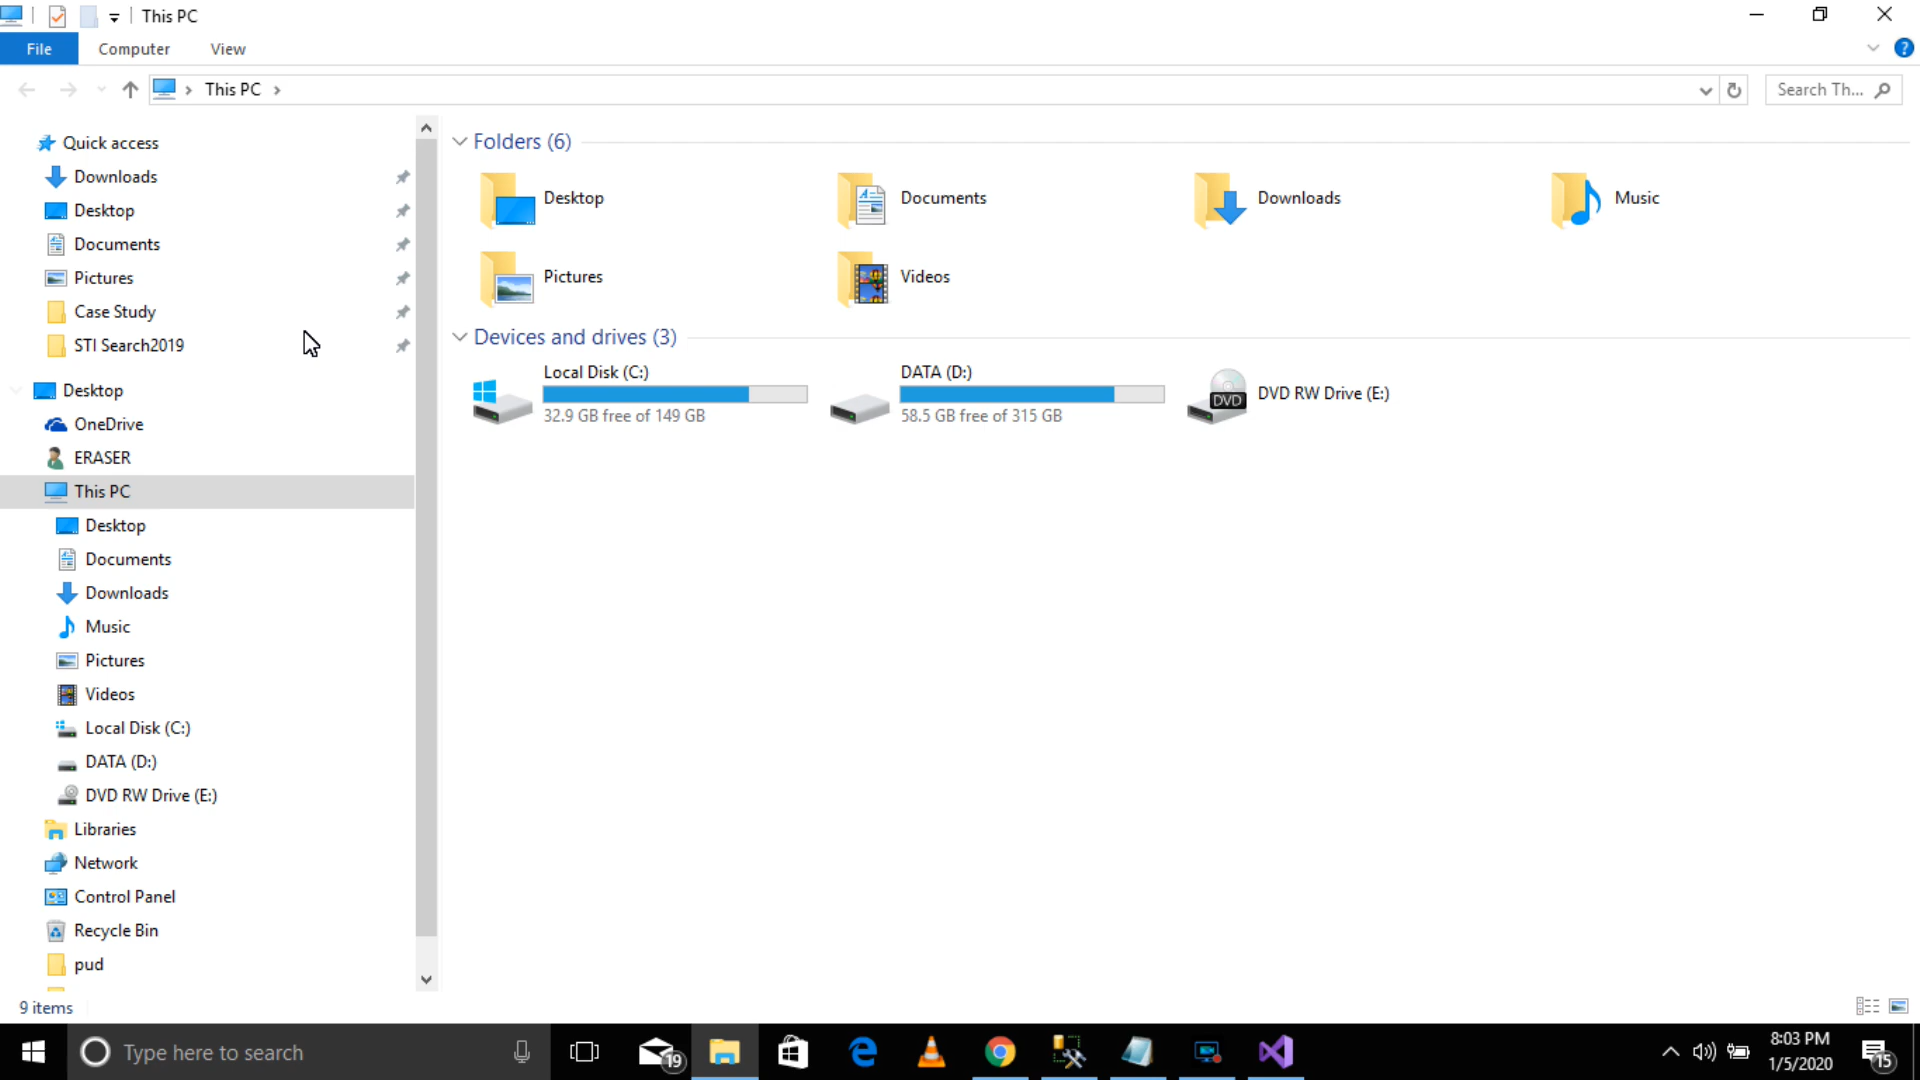 This PC
File Computer View
This PC
Search Th...
Quick access
Downloads
Desktop
Documents
Pictures
Case Study
STI Search2019
Desktop
OneDrive
ERASER
This PC
Desktop
Documents
Downloads
Music
Pictures
Videos
Local Disk (C:)
DATA (D:)
DVD RW Drive (E:)
Libraries
Network
Control Panel
Recycle Bin
pud
Folders (6)
Desktop
Documents
Downloads
Music
Pictures
Videos
Devices and drives (3)
Local Disk (C:)
32.9 GB free of 149 GB
DATA (D:)
58.5 GB free of 315 GB
DVD
DVD RW Drive (E:)
9 items
Type here to search
19
8:03 PM
1/5/2020
15